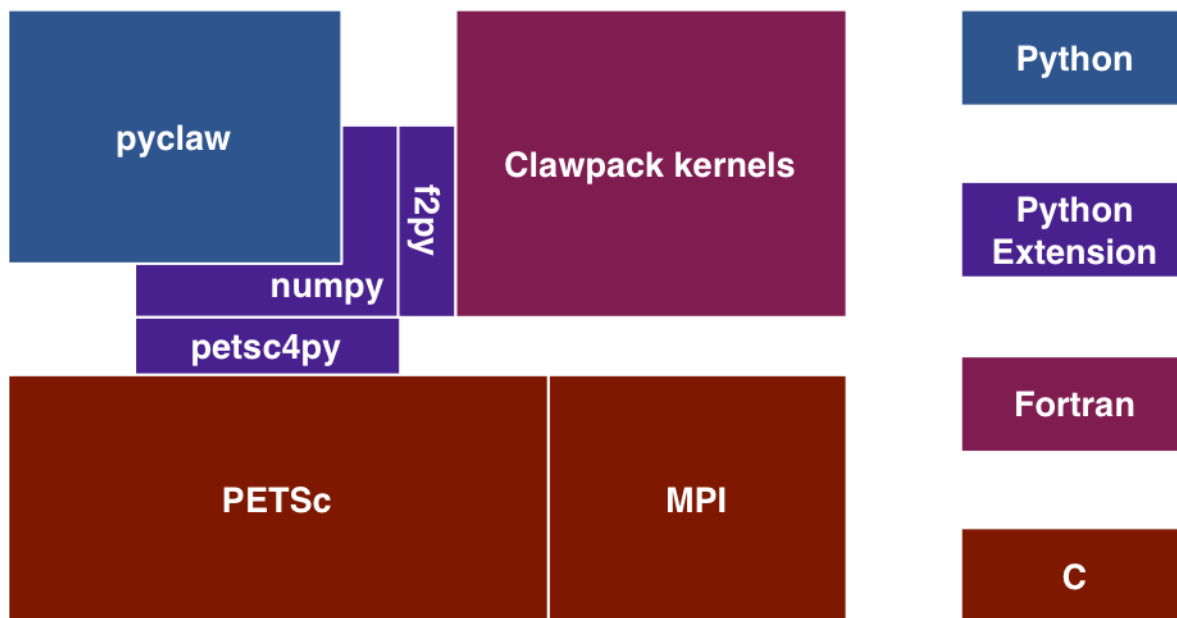 pyclaw
numpy
f2py
Clawpack kernels
petsc4py
PETSc
MPI
Python
Python
Extension
Fortran
C